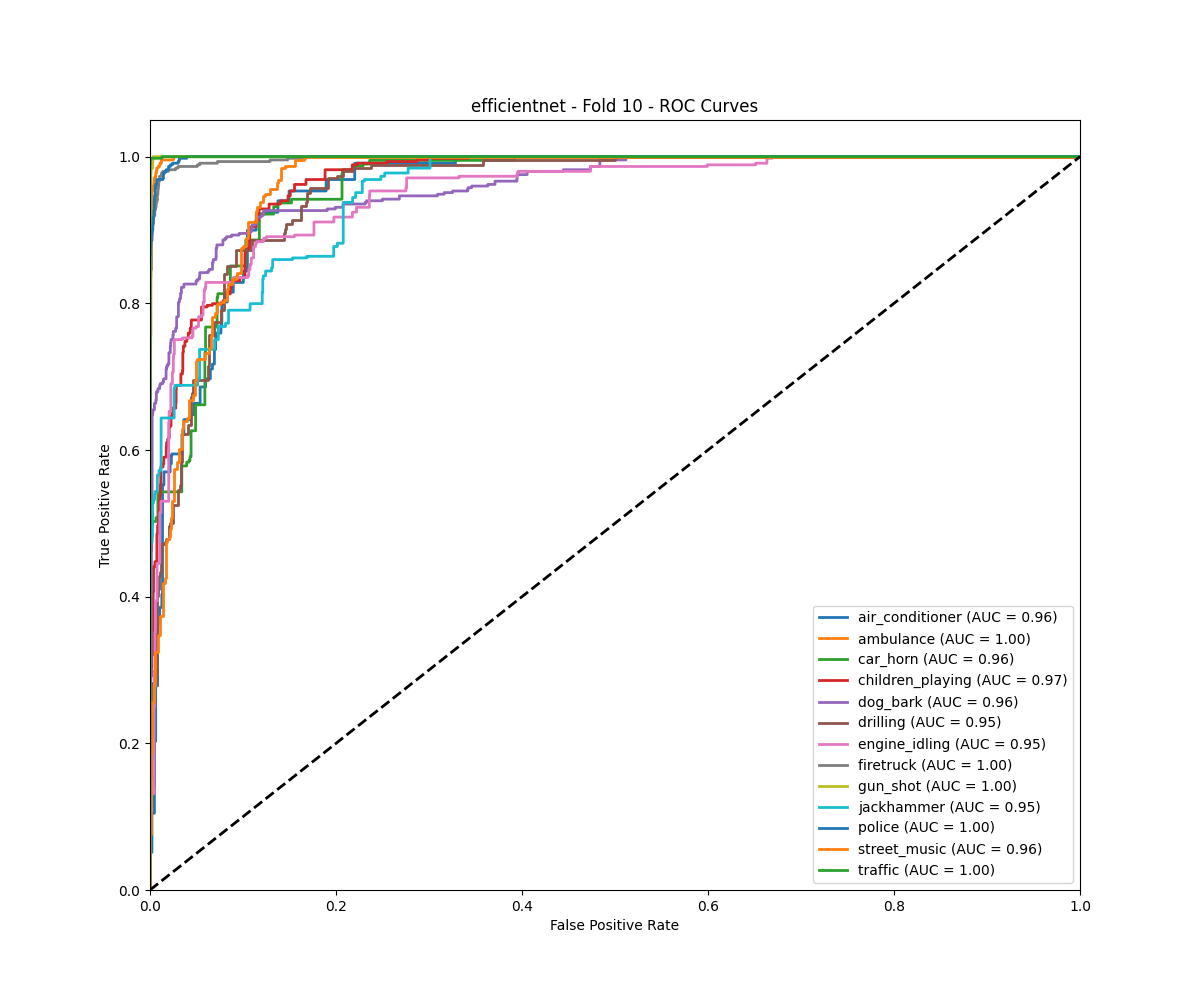 efficientnet - Fold 10 - ROC Curves
1.0
0.8
0.6
0.4
0.2
0.0
True Positive Rate
0.0 0.2 0.4 0.6 0.8 1.0
False Positive Rate
air_conditioner (AUC = 0.96)
ambulance (AUC = 1.00)
car_horn (AUC = 0.96)
children_playing (AUC = 0.97)
dog_bark (AUC = 0.96)
drilling (AUC = 0.95)
engine_idling (AUC = 0.95)
firetruck (AUC = 1.00)
gun_shot (AUC = 1.00)
jackhammer (AUC = 0.95)
police (AUC = 1.00)
street_music (AUC = 0.96)
traffic (AUC = 1.00)